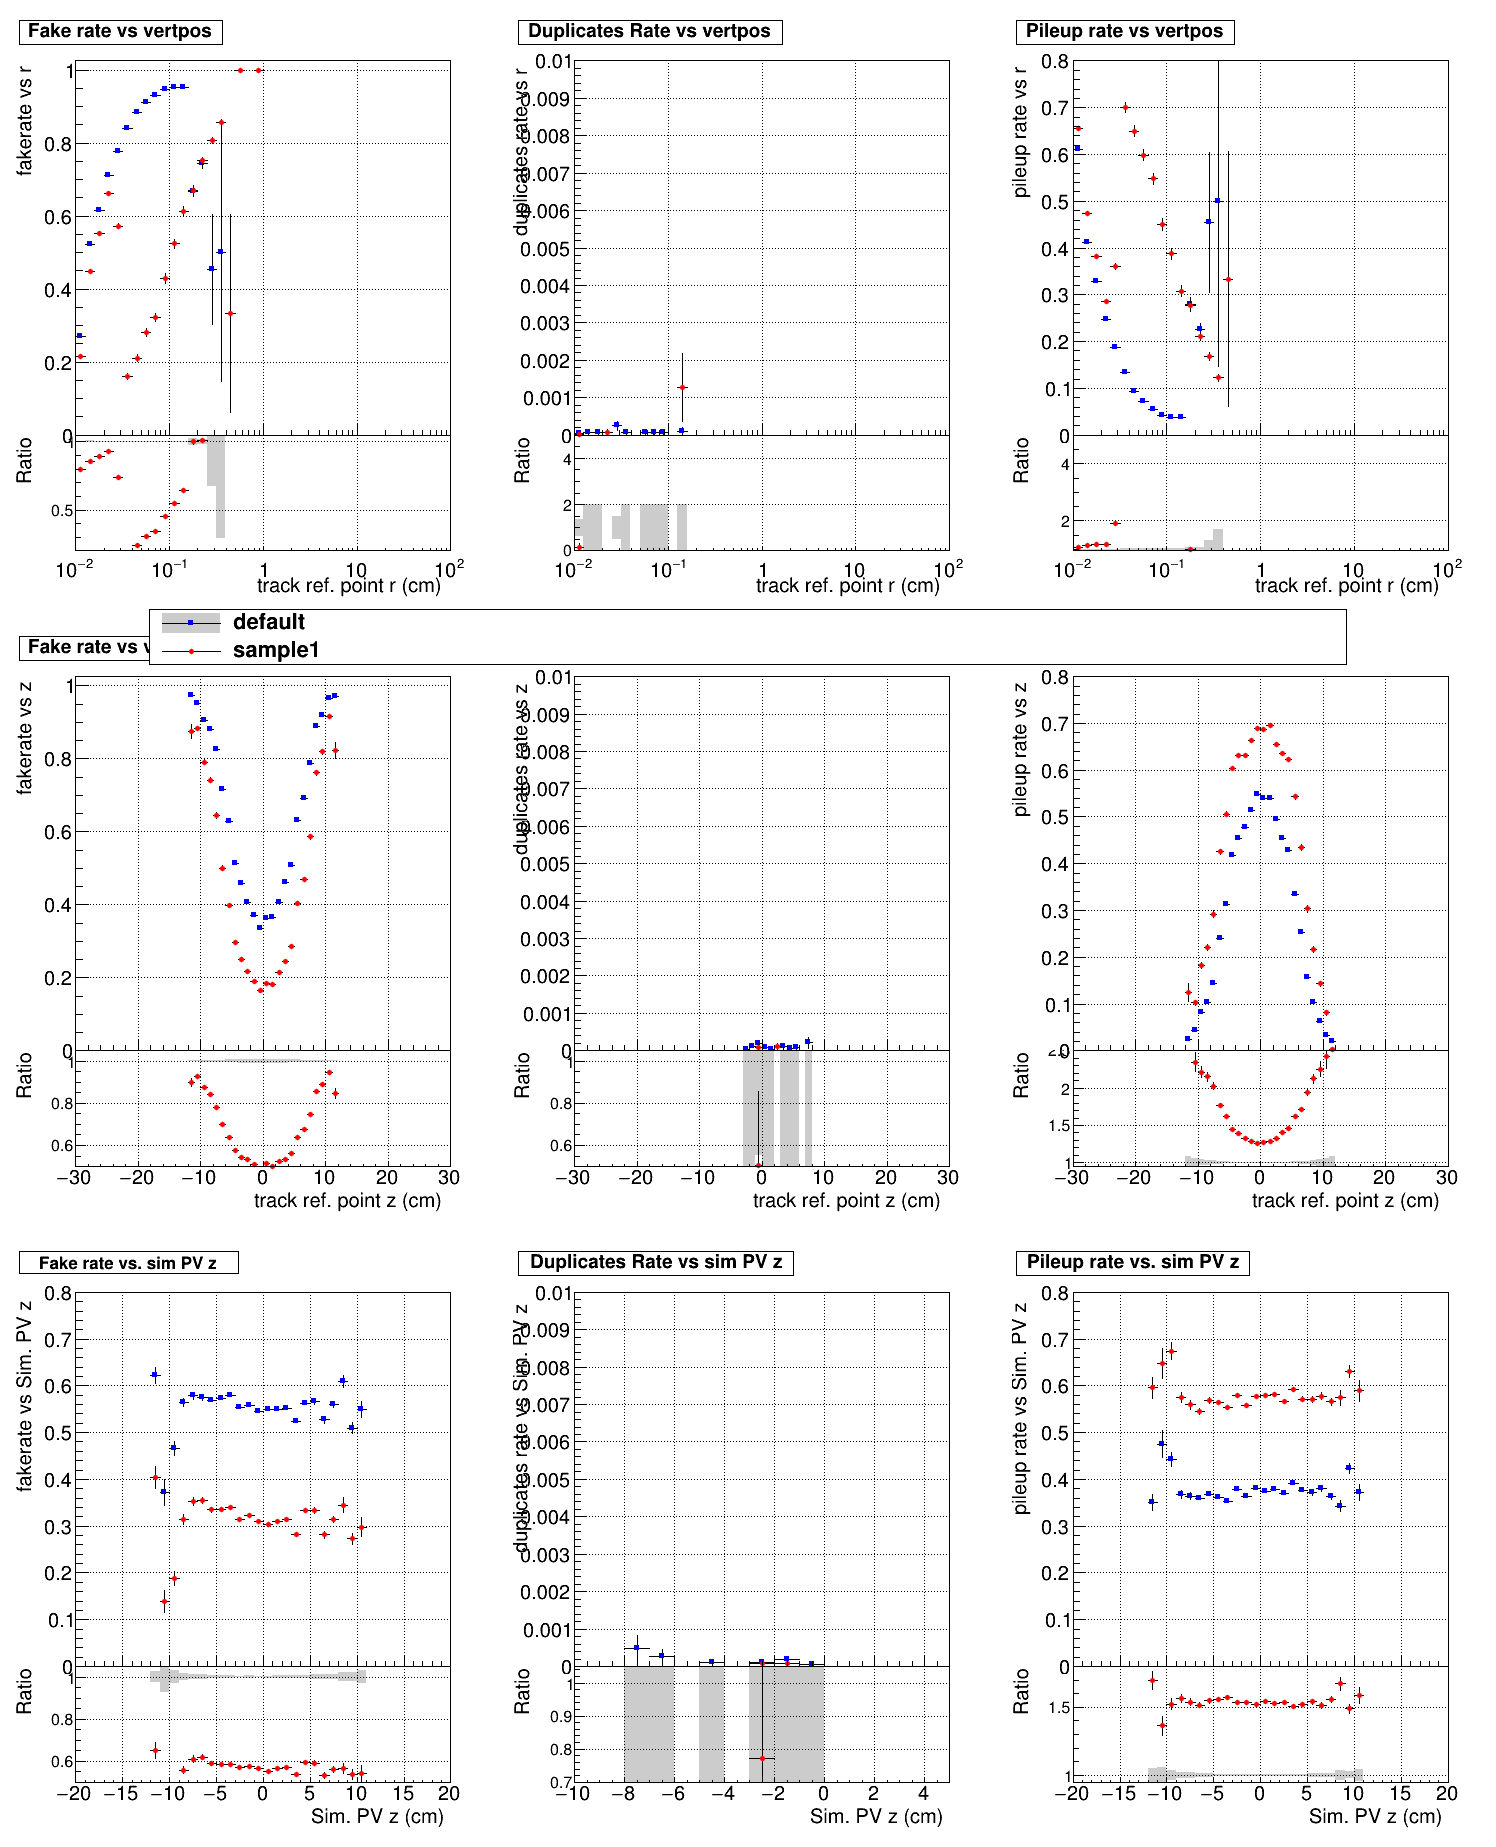 Fake rate vs vertpos
Duplicates Rate vs vertpos
Pileup rate vs vertpos
fakerate vs r
1
0.8
0.6
0.4
0.2
0
Ratio
1
0.5
10−2 10−1 1 10 102
track ref. point r (cm)
duplicates rate vs r
0.01
0.009
0.008
0.007
0.006
0.005
0.004
0.003
0.002
0.001
0
Ratio
4
2
0
10−2 10−1 1 10 102
track ref. point r (cm)
pileup rate vs r
0.8
0.7
0.6
0.5
0.4
0.3
0.2
0.1
0
Ratio
4
2
10−2 10−1 1 10 102
track ref. point r (cm)
default
sample1
Fake rate vs v
fakerate vs z
1
0.8
0.6
0.4
0.2
0
Ratio
1
0.8
0.6
−30 −20 −10 0 10 20 30
track ref. point z (cm)
duplicates rate vs z
0.01
0.009
0.008
0.007
0.006
0.005
0.004
0.003
0.002
0.001
0
Ratio
1
0.8
0.6
−30 −20 −10 0 10 20 30
track ref. point z (cm)
pileup rate vs z
0.8
0.7
0.6
0.5
0.4
0.3
0.2
0.1
0
Ratio
2
1.5
1
−30 −20 −10 0 10 20 30
track ref. point z (cm)
Fake rate vs. sim PV z
Duplicates Rate vs sim PV z
Pileup rate vs. sim PV z
fakerate vs Sim. PV z
0.8
0.7
0.6
0.5
0.4
0.3
0.2
0.1
0
Ratio
1
0.8
0.6
−20 −15 −10 −5 0 5 10 15 20
Sim. PV z (cm)
duplicates rate vs Sim. PV z
0.01
0.009
0.008
0.007
0.006
0.005
0.004
0.003
0.002
0.001
0
Ratio
1
0.9
0.8
0.7
−10 −8 −6 −4 −2 0 2 4
Sim. PV z (cm)
pileup rate vs Sim. PV z
0.8
0.7
0.6
0.5
0.4
0.3
0.2
0.1
0
Ratio
1.5
1
−20 −15 −10 −5 0 5 10 15 20
Sim. PV z (cm)